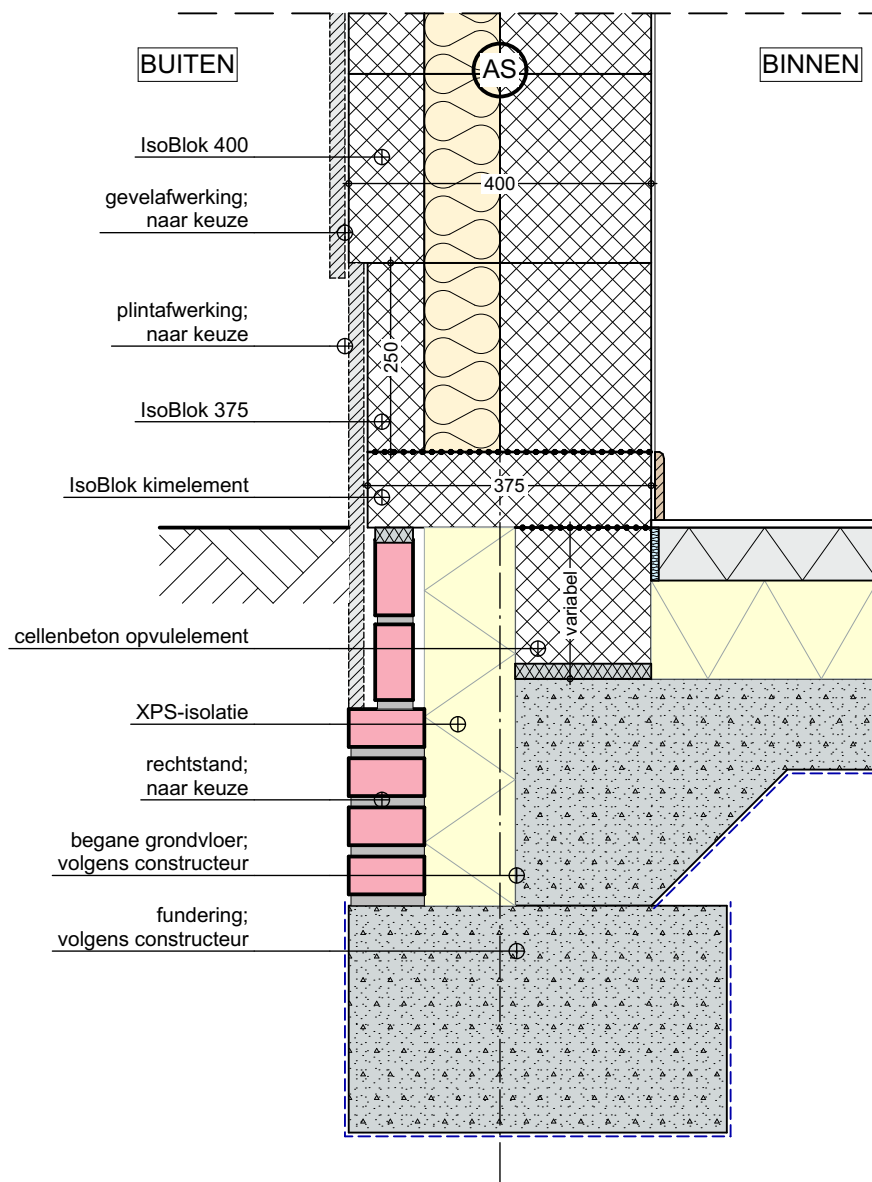 BUITEN
AS
BINNEN
IsoBlok 400
400
gevelafwerking;
naar keuze
plintafwerking;
naar keuze
250
IsoBlok 375
IsoBlok kimelement
375
variabel
cellenbeton opvulelement
XPS-isolatie
rechtstand;
naar keuze
begane grondvloer;
volgens constructeur
fundering;
volgens constructeur